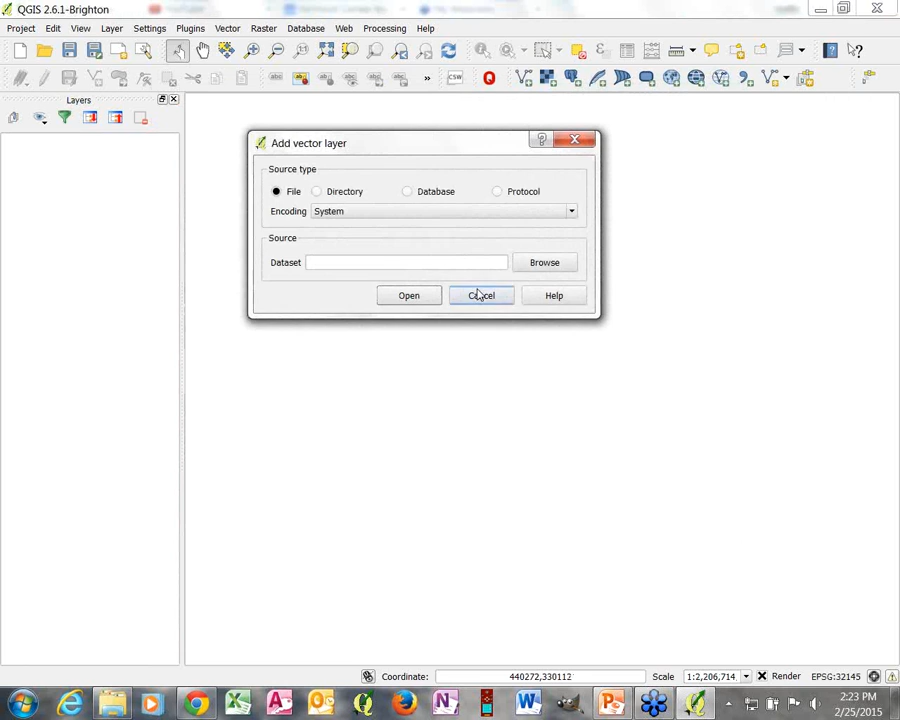 QGIS 2.6.1-Brighton
Project Edit View Layer Settings Plugins Vector Raster Database Web Processing Help
CSW
Layers
Add vector layer
Source type
File Directory Database Protocol
Encoding System
Source
Dataset Browse
Open Cancel Help
Coordinate: 440272,330112 Scale 1:2,206,714 Render EPSG:32145
2:23 PM
2/25/2015